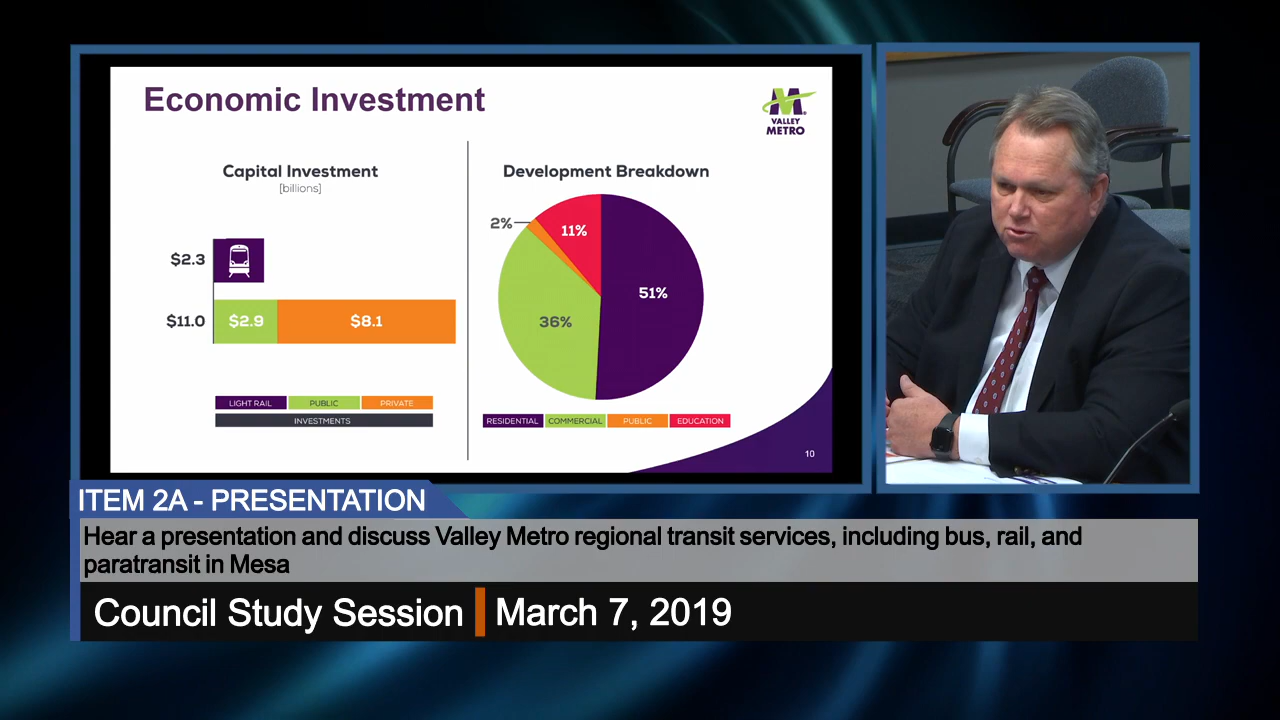 Economic Investment
VALLEY
METRO
Capital Investment
[billions]
$2.3
$11.0
$2.9
$8.1
LIGHT RAIL
PUBLIC
PRIVATE
INVESTMENTS
Development Breakdown
2%
11%
51%
36%
RESIDENTIAL
COMMERCIAL
PUBLIC
EDUCATION
10
ITEM 2A - PRESENTATION
Hear a presentation and discuss Valley Metro regional transit services, including bus, rail, and
paratransit in Mesa
Council Study Session
March 7, 2019